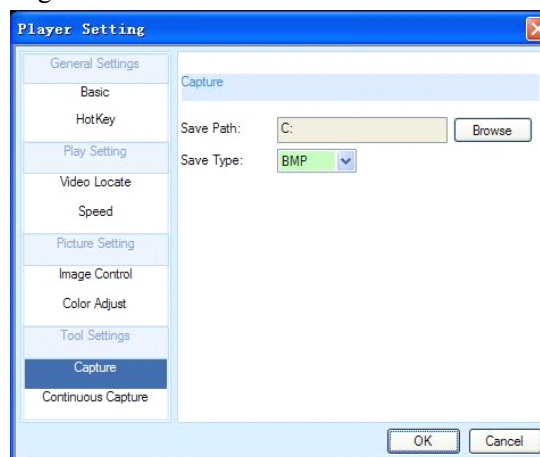 Player Setting
General Settings
Basic
HotKey
Play Setting
Video Locate
Speed
Picture Setting
Image Control
Color Adjust
Tool Settings
Capture
Continuous Capture
Capture
Save Path: C: Browse
Save Type: BMP
OK Cancel